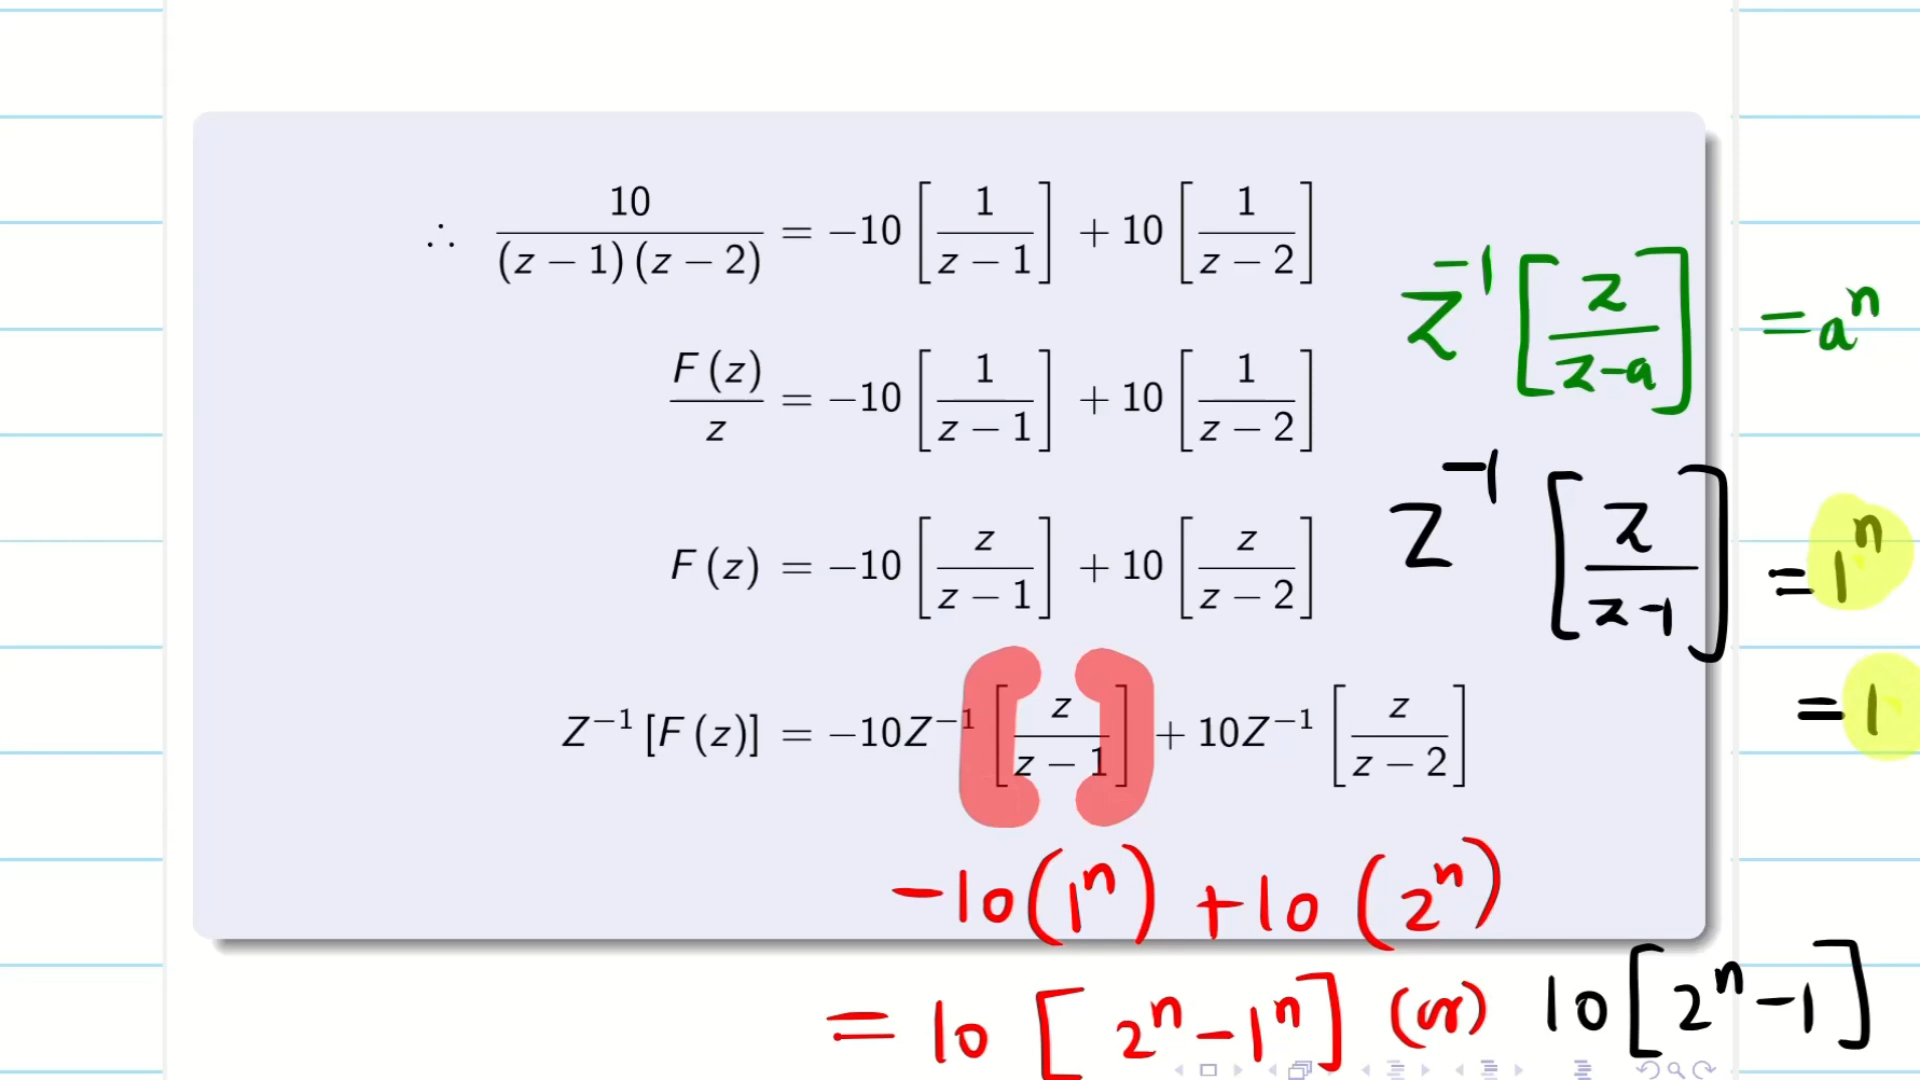 ∴ 10/((z − 1)(z − 2)) = −10 [1/(z − 1)] + 10 [1/(z − 2)]
F(z)/z = −10 [1/(z − 1)] + 10 [1/(z − 2)]
F(z) = −10 [z/(z − 1)] + 10 [z/(z − 2)]
Z⁻¹ [F(z)] = −10Z⁻¹ [z/(z − 1)] + 10Z⁻¹ [z/(z − 2)]
−10(1ⁿ) + 10(2ⁿ)
= 10 [2ⁿ − 1ⁿ] (or) 10[2ⁿ − 1]
z⁻¹ [z/(z−a)] = aⁿ
z⁻¹ [z/(z−1)] = 1ⁿ
= 1